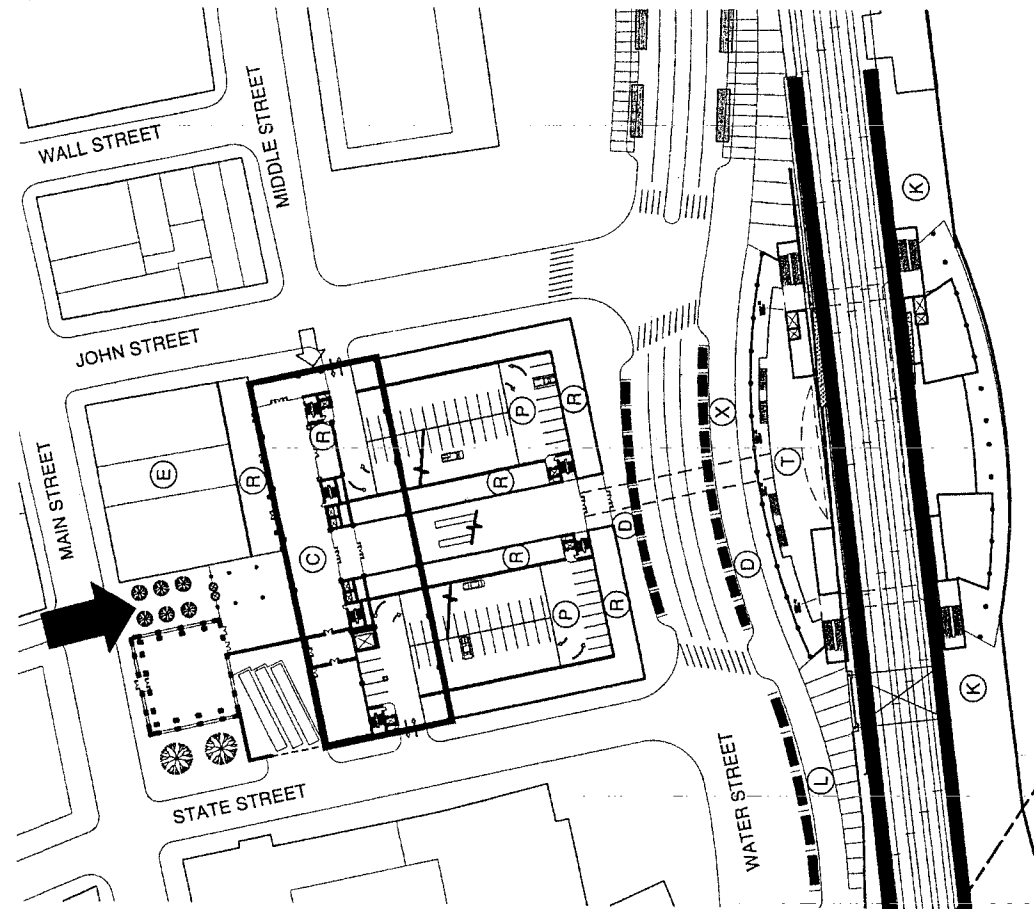 WALL STREET
MIDDLE STREET
K
JOHN STREET
R
P
R
X
MAIN STREET
E
R
R
T
C
D
D
R
P
R
K
STATE STREET
WATER STREET
L